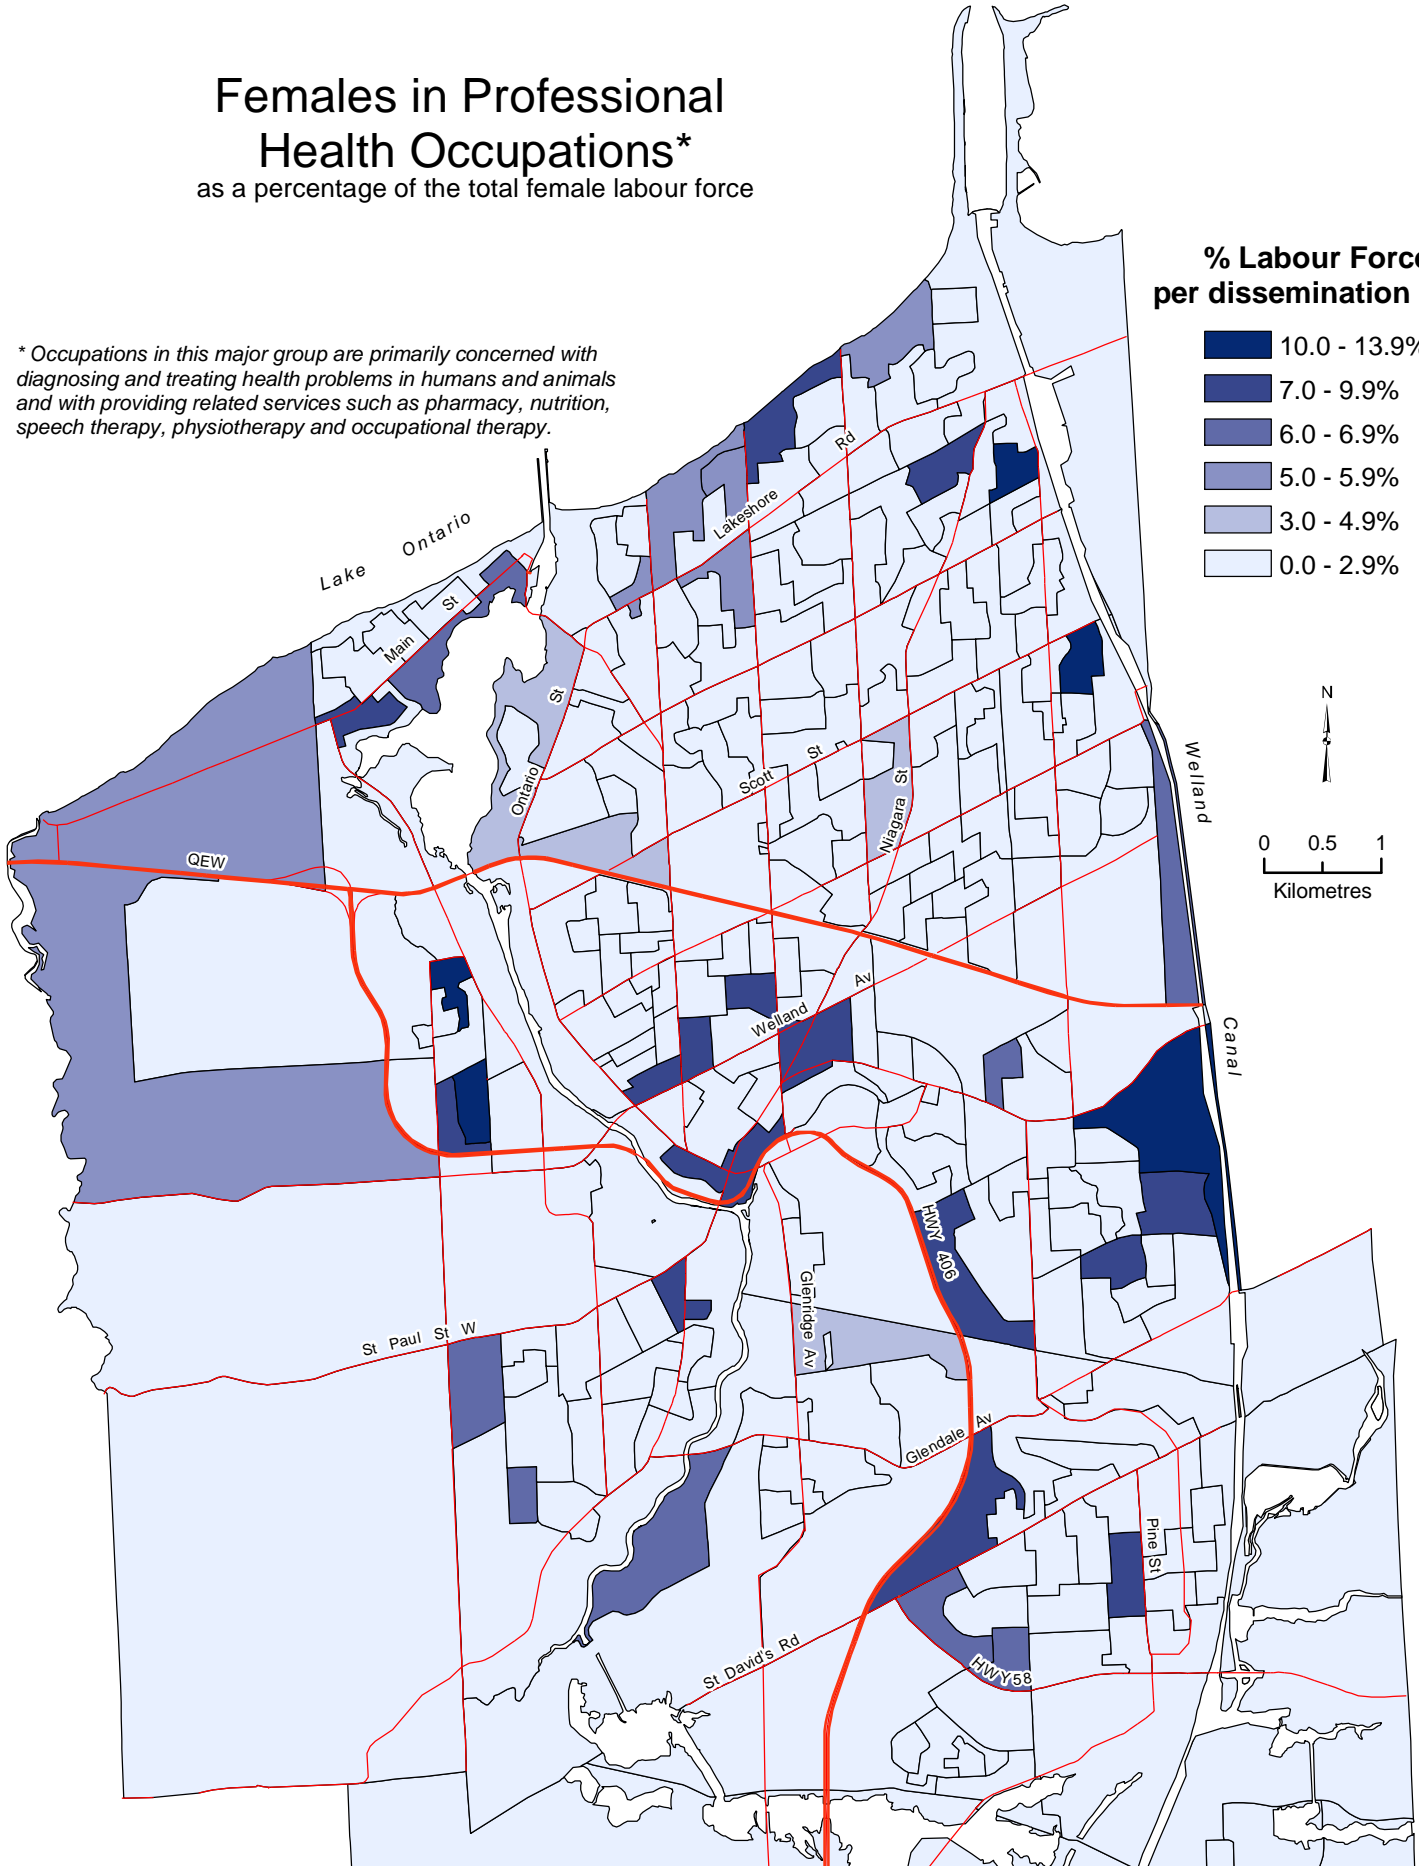 Females in Professional
Health Occupations*
as a percentage of the total female labour force
% Labour Force
per dissemination
10.0 - 13.9%
7.0 - 9.9%
6.0 - 6.9%
5.0 - 5.9%
3.0 - 4.9%
0.0 - 2.9%
* Occupations in this major group are primarily concerned with
diagnosing and treating health problems in humans and animals
and with providing related services such as pharmacy, nutrition,
speech therapy, physiotherapy and occupational therapy.
Lake Ontario
Lakeshore Rd
Main St
Ontario St
Scott St
Niagara St
N
Welland Canal
0 0.5 1
Kilometres
QEW
Welland Av
HWY 406
Glenridge Av
St Paul St W
Glendale Av
Pine St
St David's Rd
HWY58